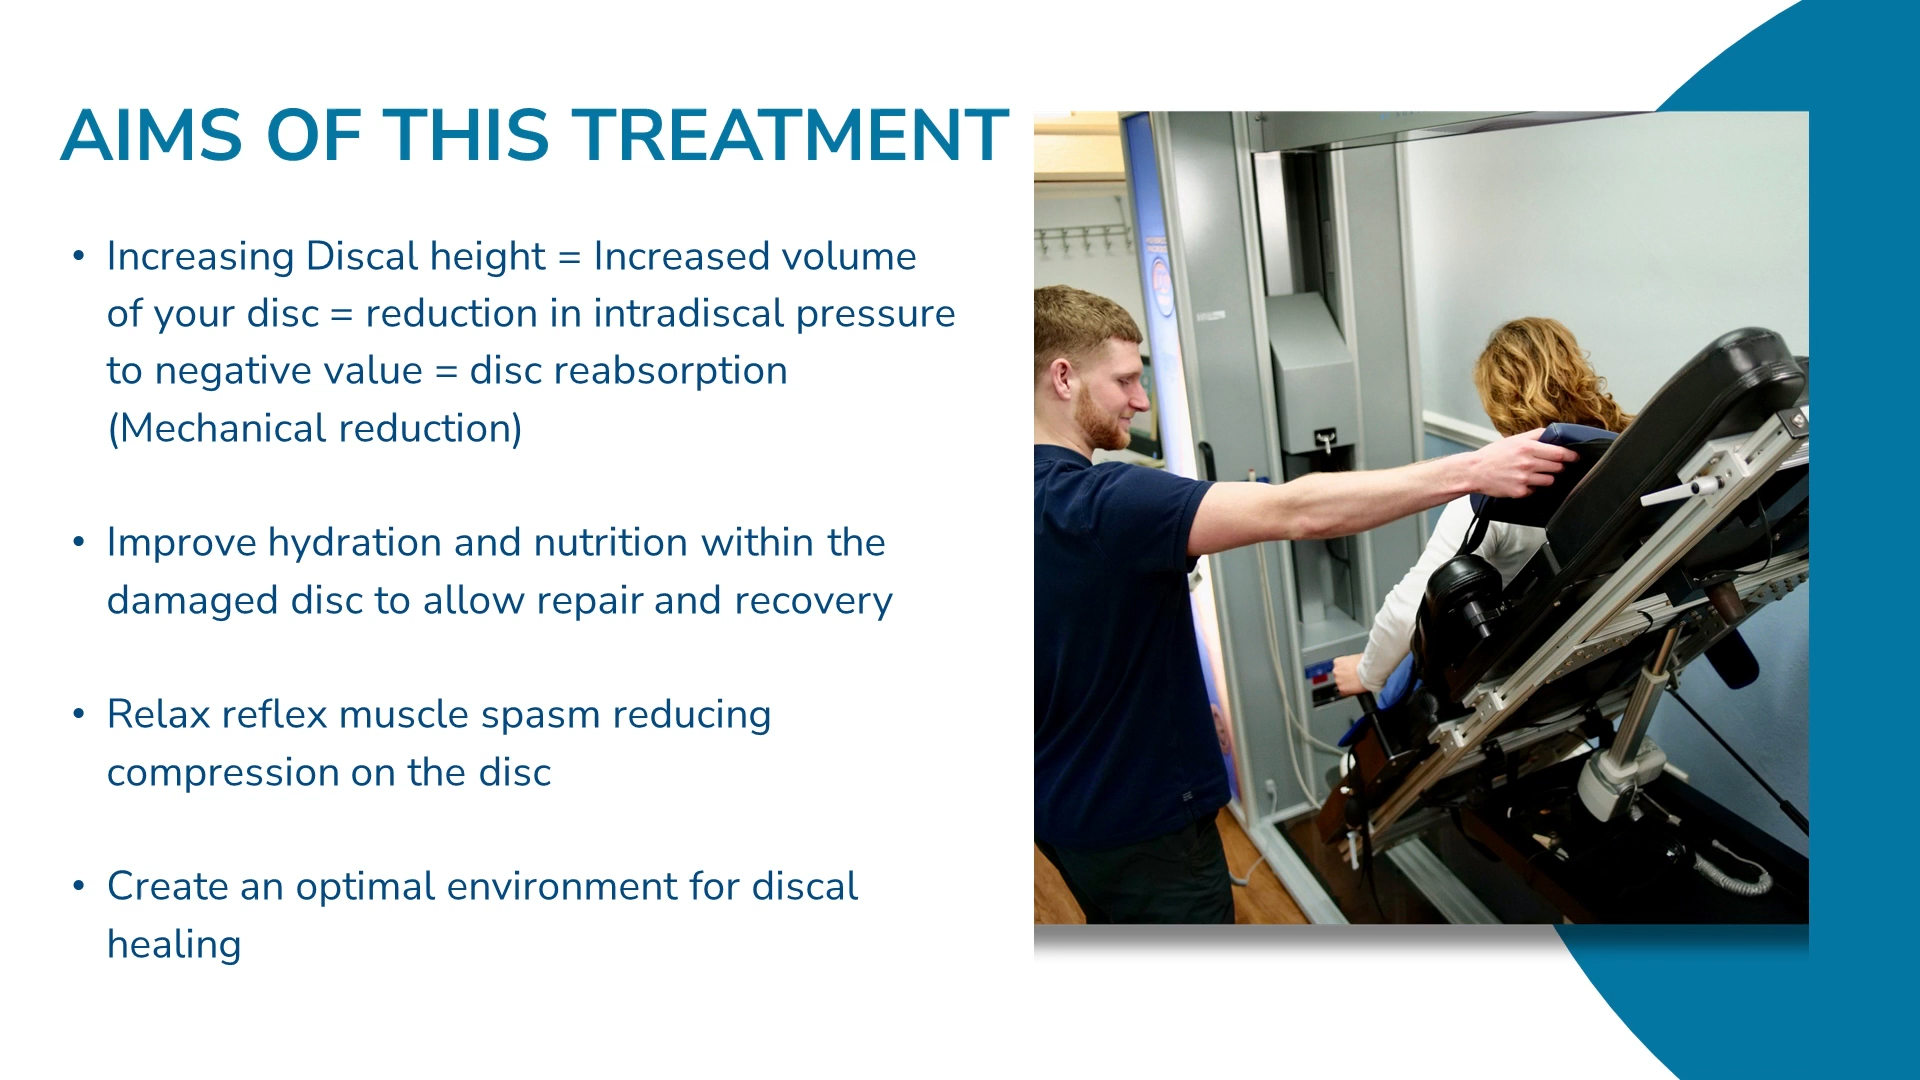 AIMS OF THIS TREATMENT
• Increasing Discal height = Increased volume
of your disc = reduction in intradiscal pressure
to negative value = disc reabsorption
(Mechanical reduction)
• Improve hydration and nutrition within the
damaged disc to allow repair and recovery
• Relax reflex muscle spasm reducing
compression on the disc
• Create an optimal environment for discal
healing